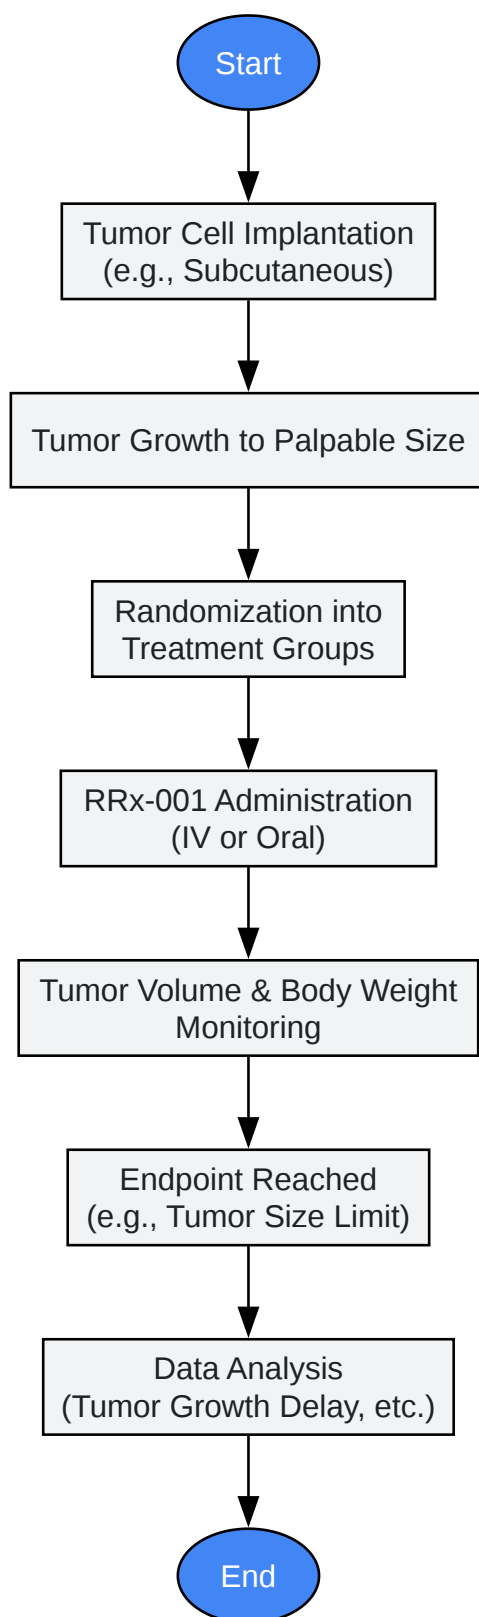 Start
Tumor Cell Implantation
(e.g., Subcutaneous)
Tumor Growth to Palpable Size
Randomization into
Treatment Groups
RRx-001 Administration
(IV or Oral)
Tumor Volume & Body Weight
Monitoring
Endpoint Reached
(e.g., Tumor Size Limit)
Data Analysis
(Tumor Growth Delay, etc.)
End